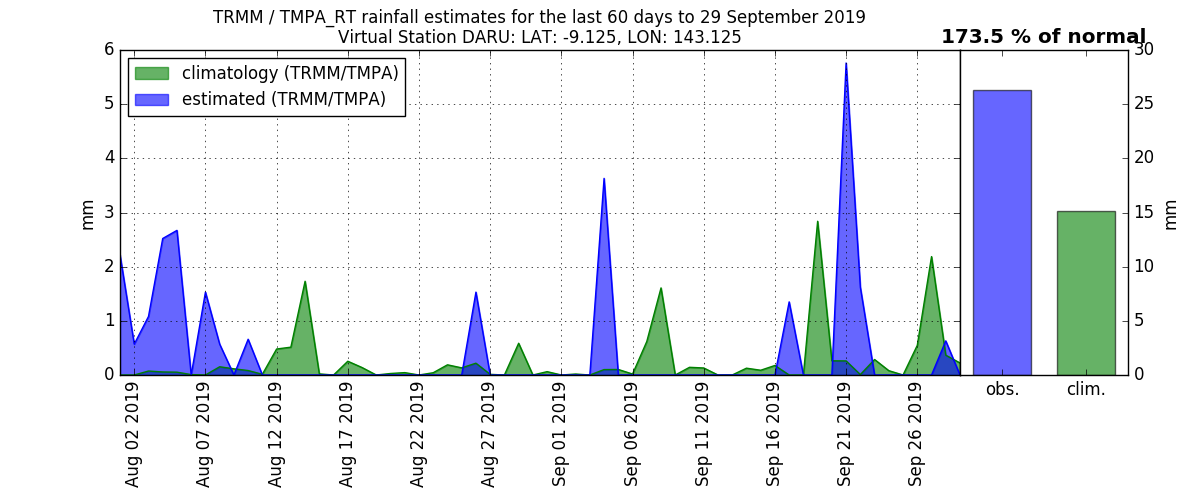 TRMM / TMPA_RT rainfall estimates for the last 60 days to 29 September 2019
Virtual Station DARU: LAT: -9.125, LON: 143.125
173.5 % of normal
climatology (TRMM/TMPA)
estimated (TRMM/TMPA)
6
5
4
3
2
1
0
mm
30
25
20
15
10
5
0
mm
Aug 02 2019
Aug 07 2019
Aug 12 2019
Aug 17 2019
Aug 22 2019
Aug 27 2019
Sep 01 2019
Sep 06 2019
Sep 11 2019
Sep 16 2019
Sep 21 2019
Sep 26 2019
obs.
clim.